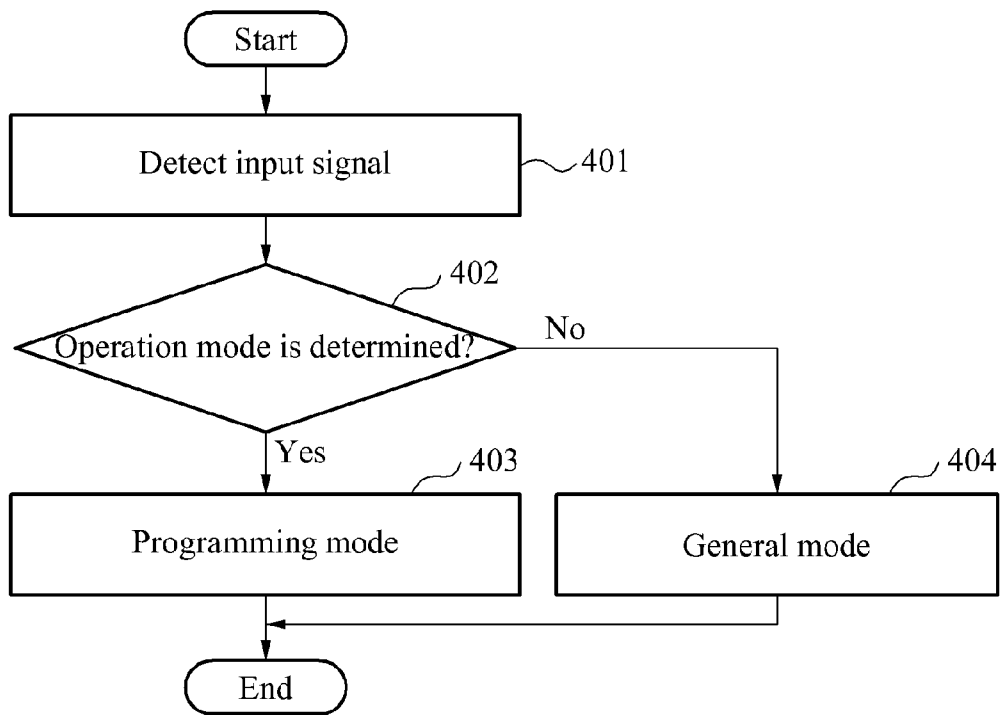 Start
Detect input signal
401
402
Operation mode is determined?
No
Yes
403
404
Programming mode
General mode
End